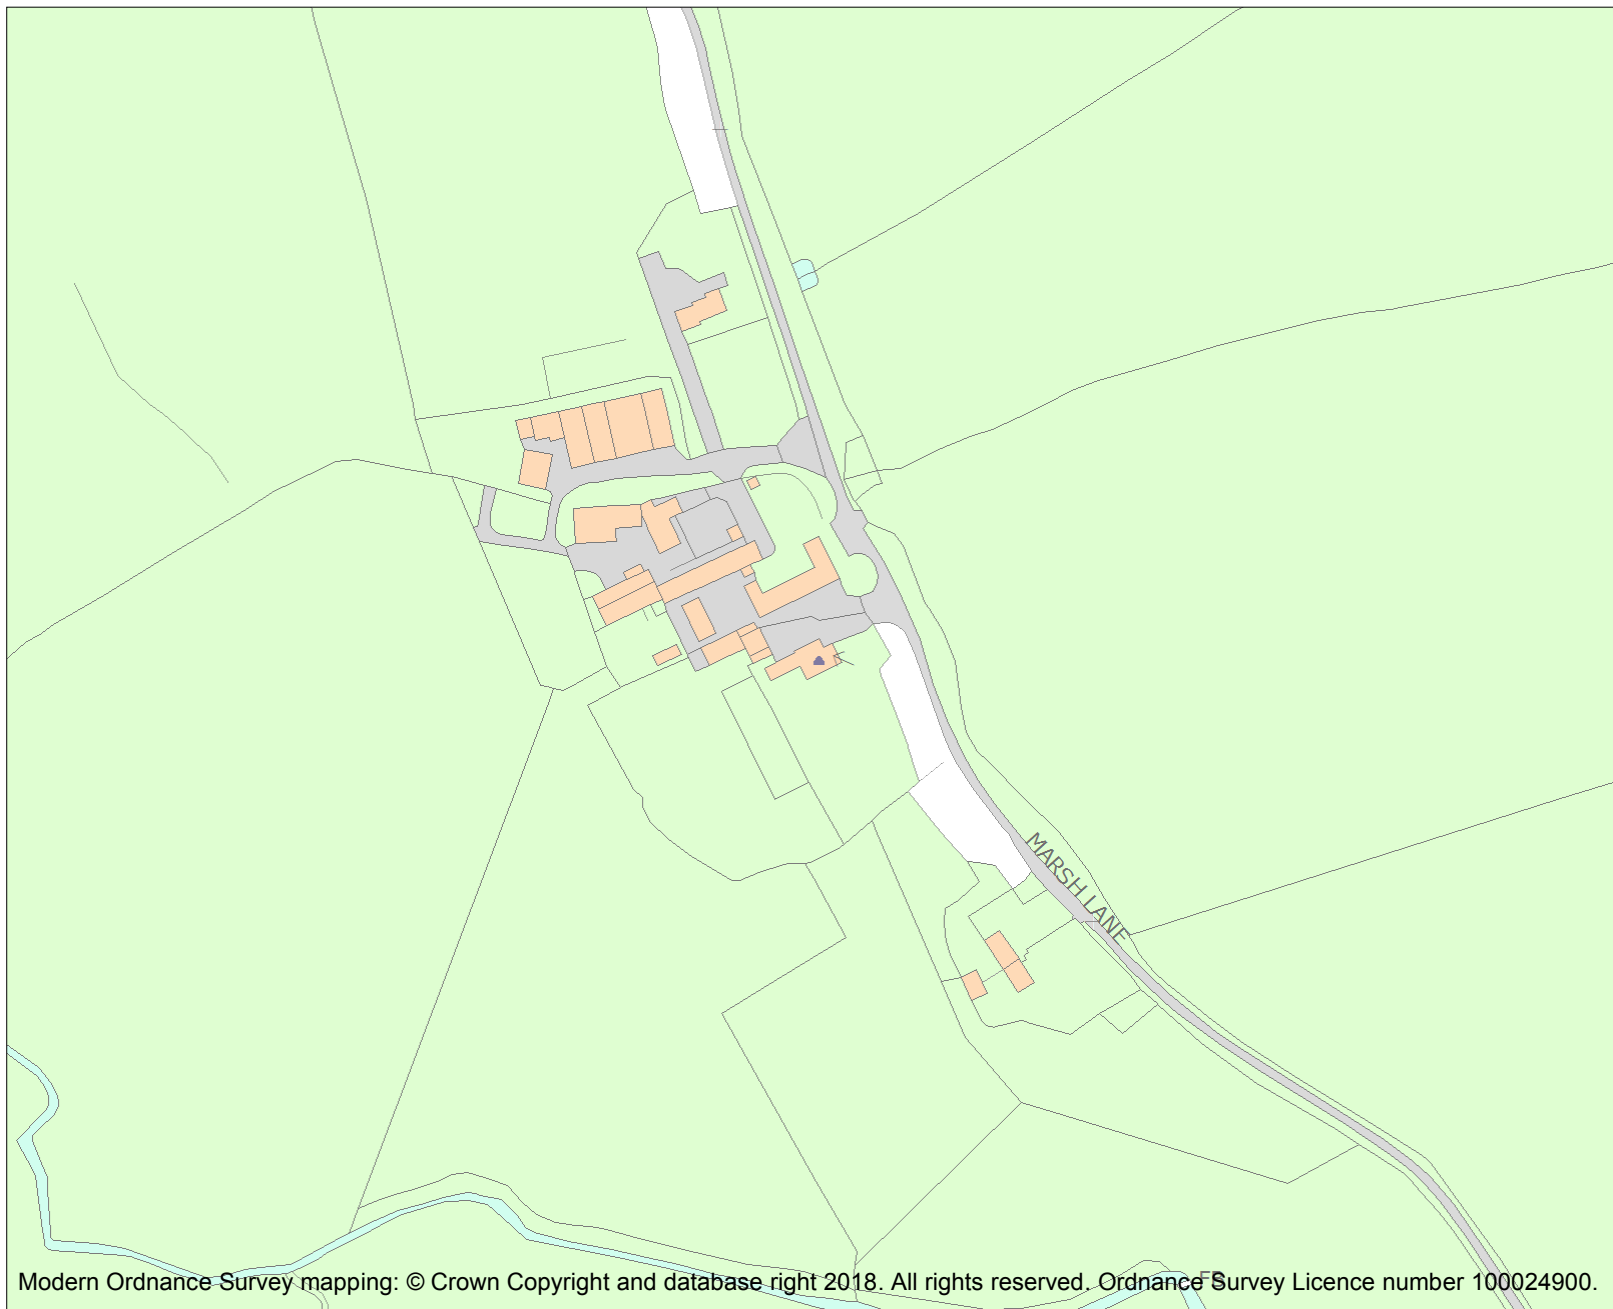 MARSH LANE
FB
Modern Ordnance Survey mapping: © Crown Copyright and database right 2018. All rights reserved. Ordnance Survey Licence number 100024900.